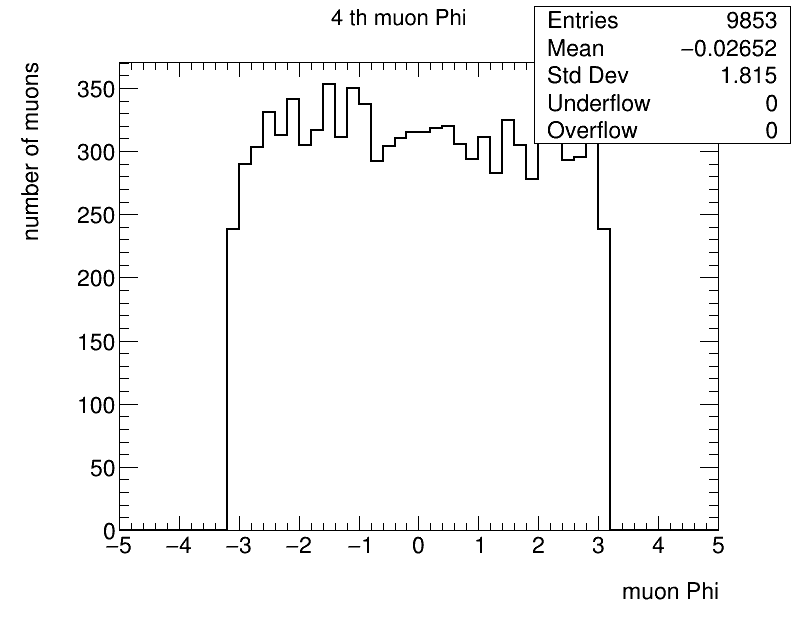 4 th muon Phi
Entries 9853
Mean −0.02652
Std Dev 1.815
Underflow 0
Overflow 0
number of muons
350
300
250
200
150
100
50
0
−5 −4 −3 −2 −1 0 1 2 3 4 5
muon Phi